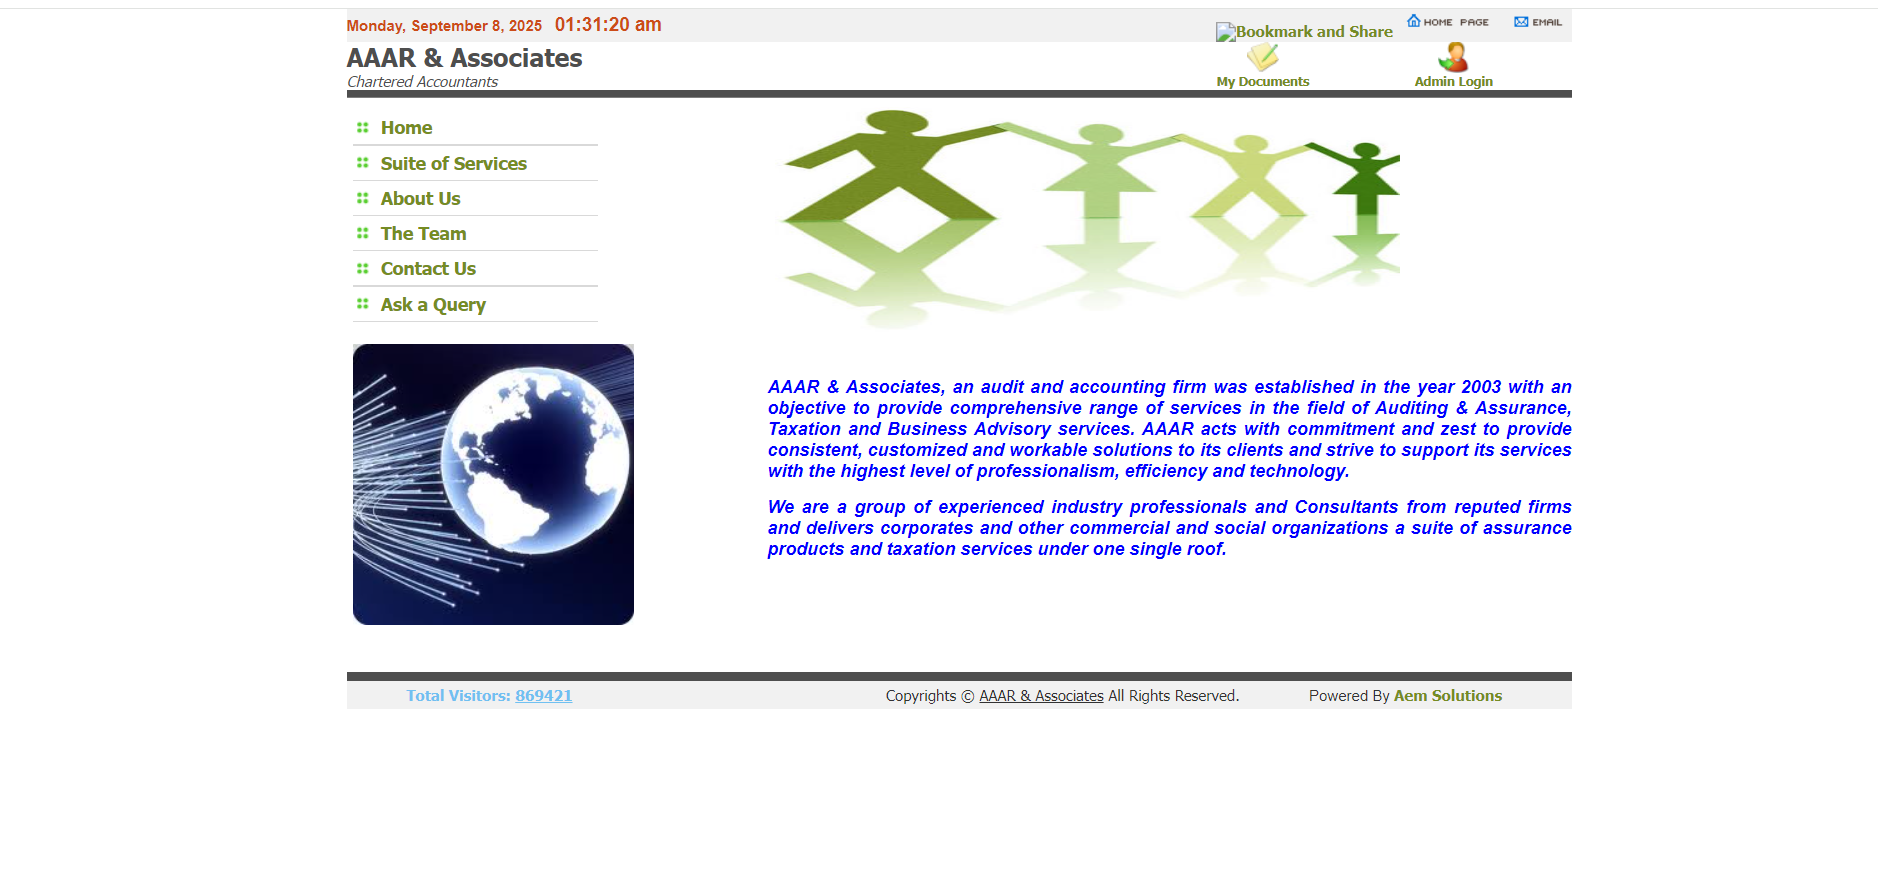 Monday, September 8, 2025 01:31:20 am
Bookmark and Share
HOME PAGE
EMAIL
AAAR & Associates
Chartered Accountants
My Documents
Admin Login
Home
Suite of Services
About Us
The Team
Contact Us
Ask a Query
AAAR & Associates, an audit and accounting firm was established in the year 2003 with an
objective to provide comprehensive range of services in the field of Auditing & Assurance,
Taxation and Business Advisory services. AAAR acts with commitment and zest to provide
consistent, customized and workable solutions to its clients and strive to support its services
with the highest level of professionalism, efficiency and technology.
We are a group of experienced industry professionals and Consultants from reputed firms
and delivers corporates and other commercial and social organizations a suite of assurance
products and taxation services under one single roof.
Total Visitors: 869421
Copyrights © AAAR & Associates All Rights Reserved.
Powered By Aem Solutions